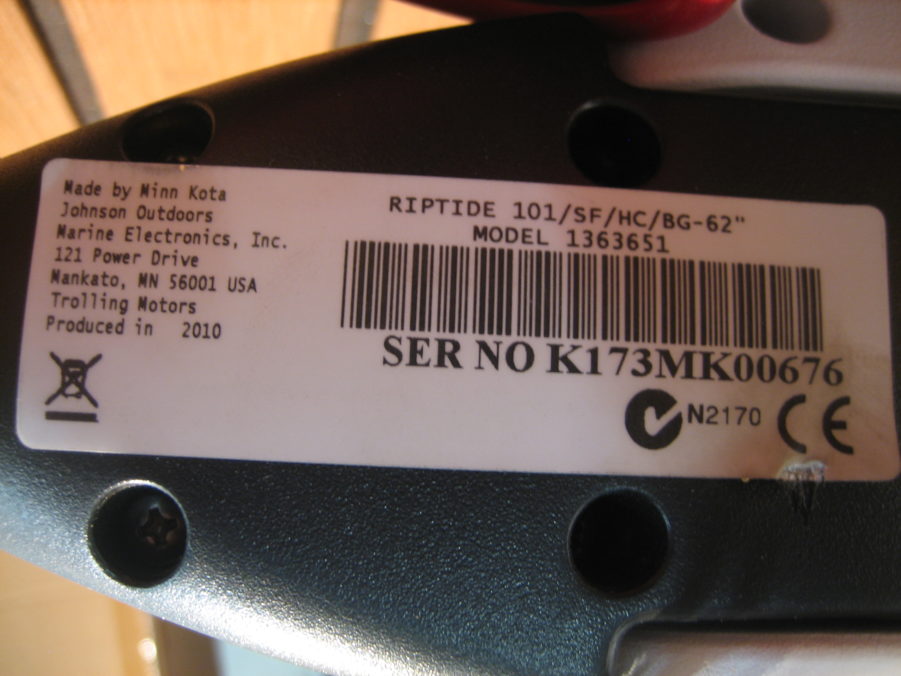 Made by Minn Kota
Johnson Outdoors
Marine Electronics, Inc.
121 Power Drive
Mankato, MN 56001 USA
Trolling Motors
Produced in 2010
RIPTIDE 101/SF/HC/BG-62"
MODEL 1363651
SER NO K173MK00676
N2170 CE